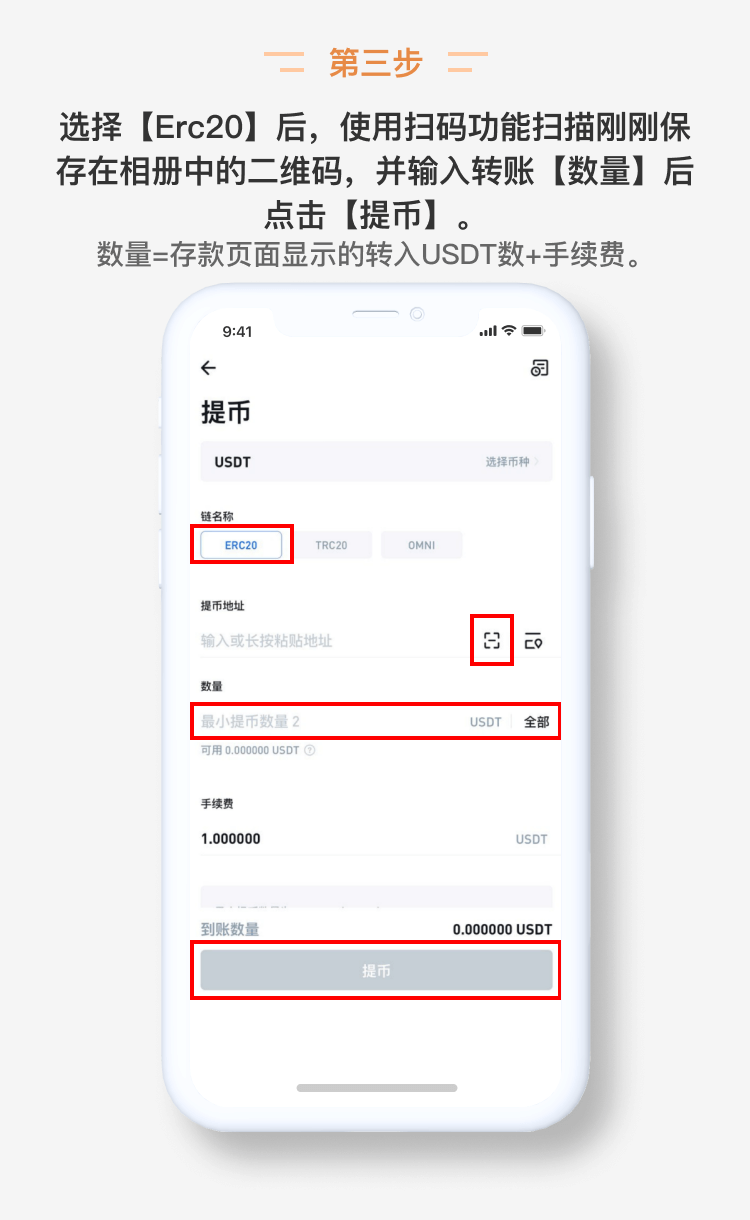 第三步
选择【Erc20】后，使用扫码功能扫描刚刚保
存在相册中的二维码，并输入转账【数量】后
点击【提币】。
数量=存款页面显示的转入USDT数+手续费。
9:41
提币
USDT 选择币种
链名称
ERC20 TRC20 OMNI
提币地址
输入或长按粘贴地址
数量
最小提币数量 2 USDT 全部
可用 0.000000 USDT ?
手续费
1.000000 USDT
到账数量 0.000000 USDT
提币